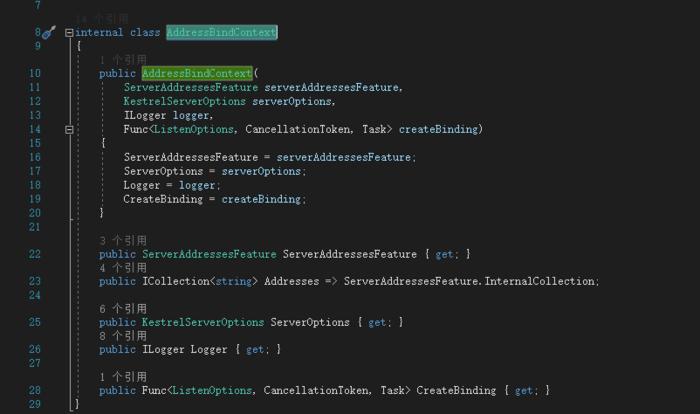 7
14 个引用
8 internal class AddressBindContext
9 {
1 个引用
10 public AddressBindContext(
11 ServerAddressesFeature serverAddressesFeature,
12 KestrelServerOptions serverOptions,
13 ILogger logger,
14 Func<ListenOptions, CancellationToken, Task> createBinding)
15 {
16 ServerAddressesFeature = serverAddressesFeature;
17 ServerOptions = serverOptions;
18 Logger = logger;
19 CreateBinding = createBinding;
20 }
21
3 个引用
22 public ServerAddressesFeature ServerAddressesFeature { get; }
4 个引用
23 public ICollection<string> Addresses => ServerAddressesFeature.InternalCollection;
24
6 个引用
25 public KestrelServerOptions ServerOptions { get; }
8 个引用
26 public ILogger Logger { get; }
27
1 个引用
28 public Func<ListenOptions, CancellationToken, Task> CreateBinding { get; }
29 }